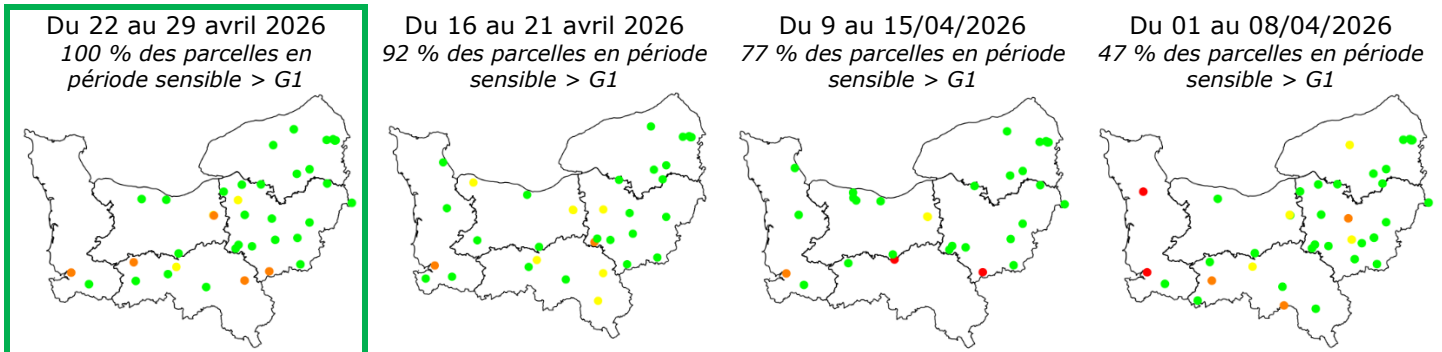 Du 22 au 29 avril 2026
100 % des parcelles en
période sensible > G1
Du 16 au 21 avril 2026
92 % des parcelles en période
sensible > G1
Du 9 au 15/04/2026
77 % des parcelles en période
sensible > G1
Du 01 au 08/04/2026
47 % des parcelles en période
sensible > G1